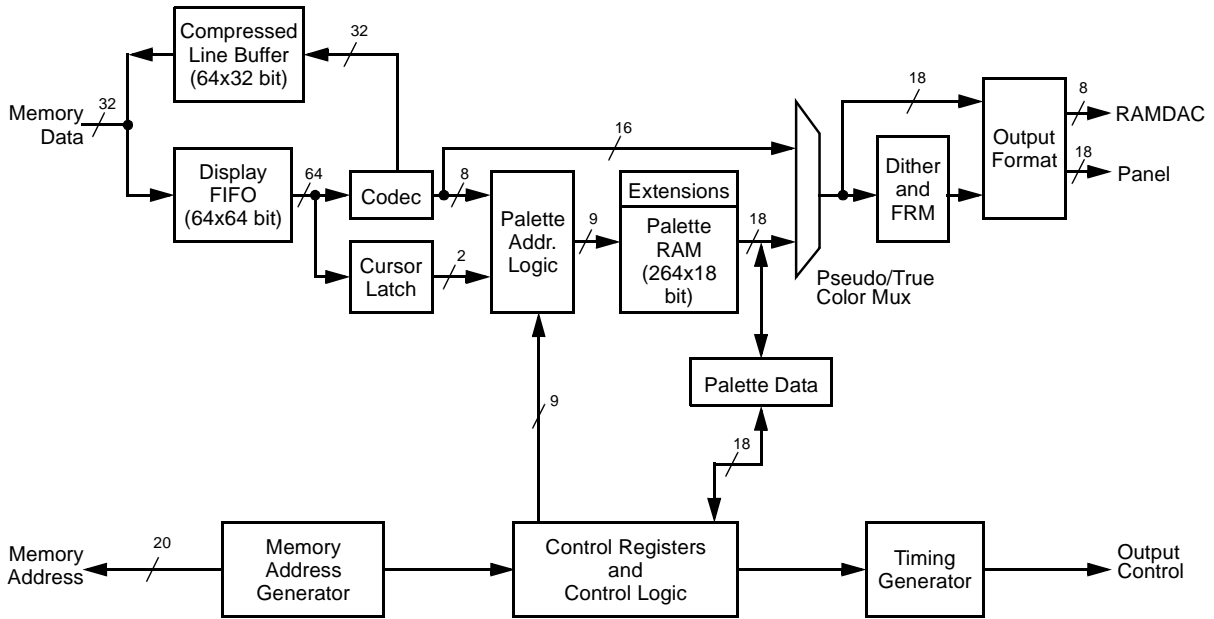 Compressed
Line Buffer
(64x32 bit)
32
Memory
Data
32
Display
FIFO
(64x64 bit)
64
Codec
8
16
Cursor
Latch
2
Palette
Addr.
Logic
9
Extensions
Palette
RAM
(264x18
bit)
18
Pseudo/True
Color Mux
18
Dither
and
FRM
Output
Format
8
RAMDAC
18
Panel
Palette Data
9
18
Memory
Address
20
Memory
Address
Generator
Control Registers
and
Control Logic
Timing
Generator
Output
Control